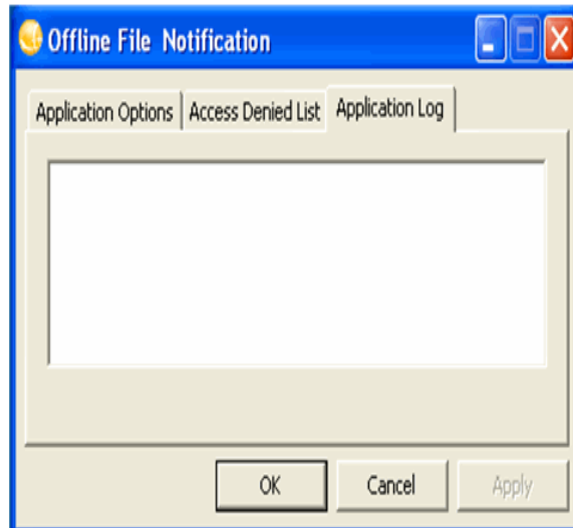 Offline File Notification
Application Options Access Denied List Application Log
OK Cancel Apply